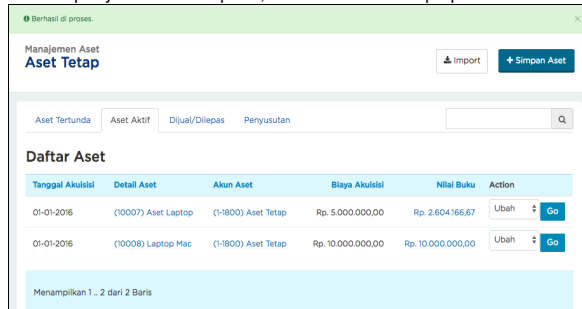 Berhasil di proses.
Manajemen Aset
Aset Tetap
Import
+ Simpan Aset
Aset Tertunda Aset Aktif Dijual/Dilepas Penyusutan
Daftar Aset
Tanggal Akuisisi Detail Aset Akun Aset Biaya Akuisisi Nilai Buku Action
01-01-2016 (10007) Aset Laptop (1-1800) Aset Tetap Rp. 5.000.000,00 Rp. 2.604.166,67 Ubah Go
01-01-2016 (10008) Laptop Mac (1-1800) Aset Tetap Rp. 10.000.000,00 Rp. 10.000.000,00 Ubah Go
Menampilkan 1 .. 2 dari 2 Baris